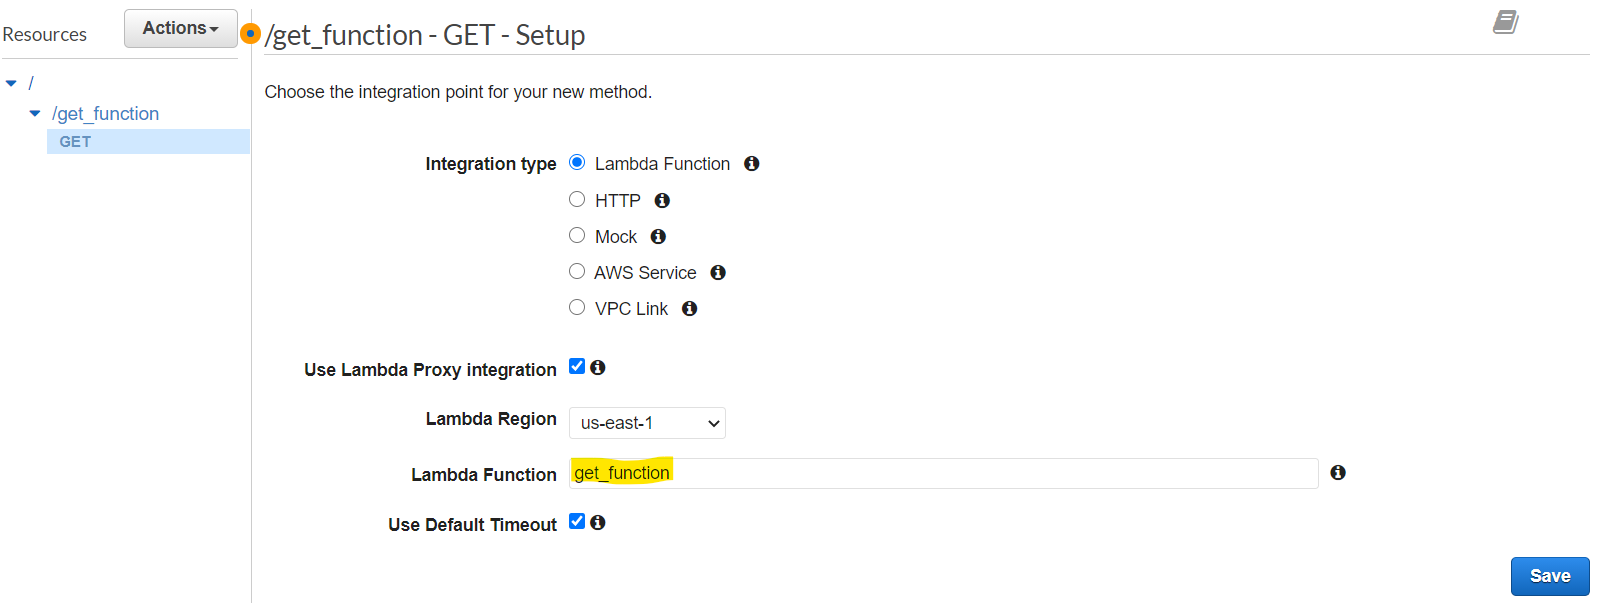 Resources
Actions
/get_function - GET - Setup
/
/get_function
GET
Choose the integration point for your new method.
Integration type
Lambda Function
HTTP
Mock
AWS Service
VPC Link
Use Lambda Proxy integration
Lambda Region
us-east-1
Lambda Function
get_function
Use Default Timeout
Save